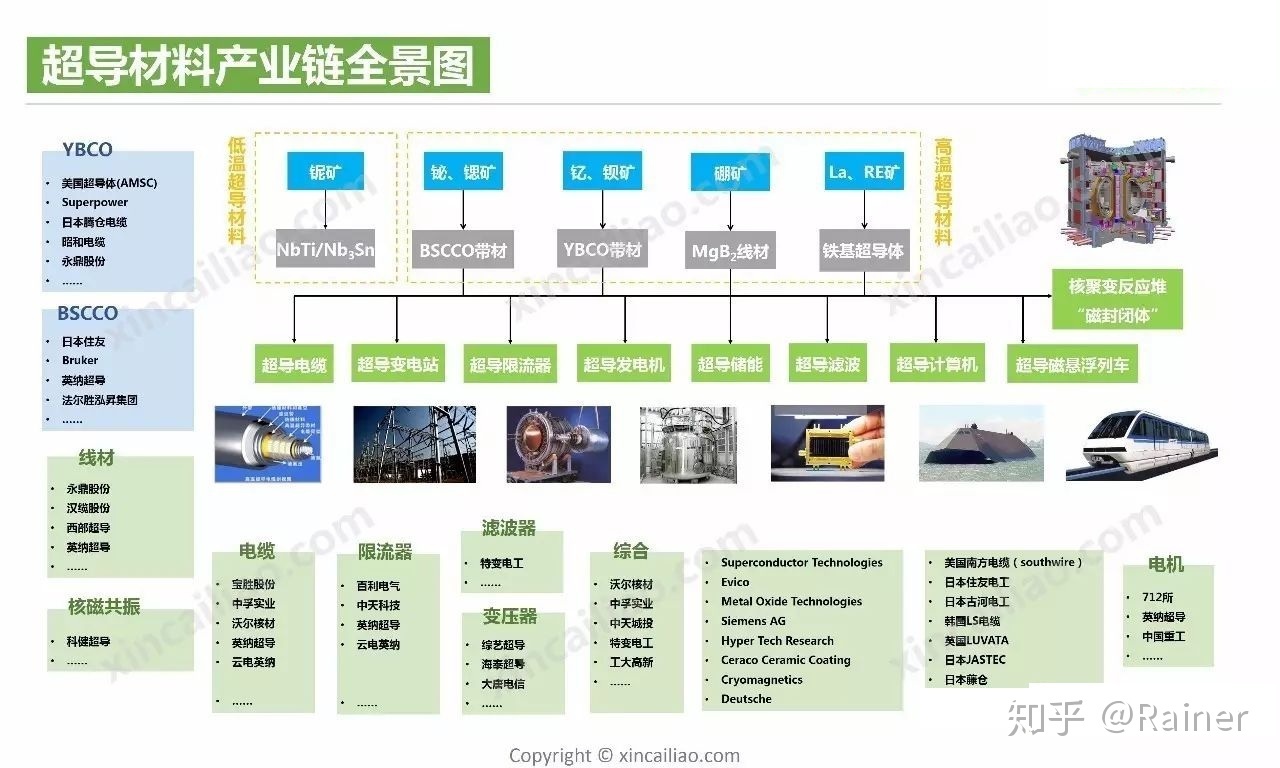 超导材料产业链全景图
YBCO
• 美国超导体(AMSC)
• Superpower
• 日本腾仓电缆
• 昭和电缆
• 永鼎股份
• ......
BSCCO
• 日本住友
• Bruker
• 英纳超导
• 法尔胜泓昇集团
• ......
线材
• 永鼎股份
• 汉缆股份
• 西部超导
• 英纳超导
• ......
核磁共振
• 科健超导
• ......
低温超导材料
铌矿
NbTi/Nb₃Sn
铋、锶矿
BSCCO带材
钇、钡矿
YBCO带材
硼矿
MgB₂线材
La、RE矿
铁基超导体
高温超导材料
核聚变反应堆
“磁封闭体”
超导电缆
超导变电站
超导限流器
超导发电机
超导储能
超导滤波
超导计算机
超导磁悬浮列车
电缆
• 宝胜股份
• 中孚实业
• 沃尔核材
• 英纳超导
• 云电英纳
• ......
限流器
• 百利电气
• 中天科技
• 英纳超导
• 云电英纳
• ......
滤波器
• 特变电工
• ......
变压器
• 综艺超导
• 海泰超导
• 大唐电信
• ......
综合
• 沃尔核材
• 中孚实业
• 中天城投
• 特变电工
• 工大高新
• ......
• Superconductor Technologies
• Evico
• Metal Oxide Technologies
• Siemens AG
• Hyper Tech Research
• Ceraco Ceramic Coating
• Cryomagnetics
• Deutsche
• 美国南方电缆（southwire）
• 日本住友电工
• 日本古河电工
• 韩国LS电缆
• 英国LUVATA
• 日本JASTEC
• 日本藤仓
电机
• 712所
• 英纳超导
• 中国重工
• ......
xincailiao.com
xincailiao.com
xincailiao.com
xincailiao.com
xincailiao.com
xincailiao.com
知乎 @Rainer
Copyright © xincailiao.com